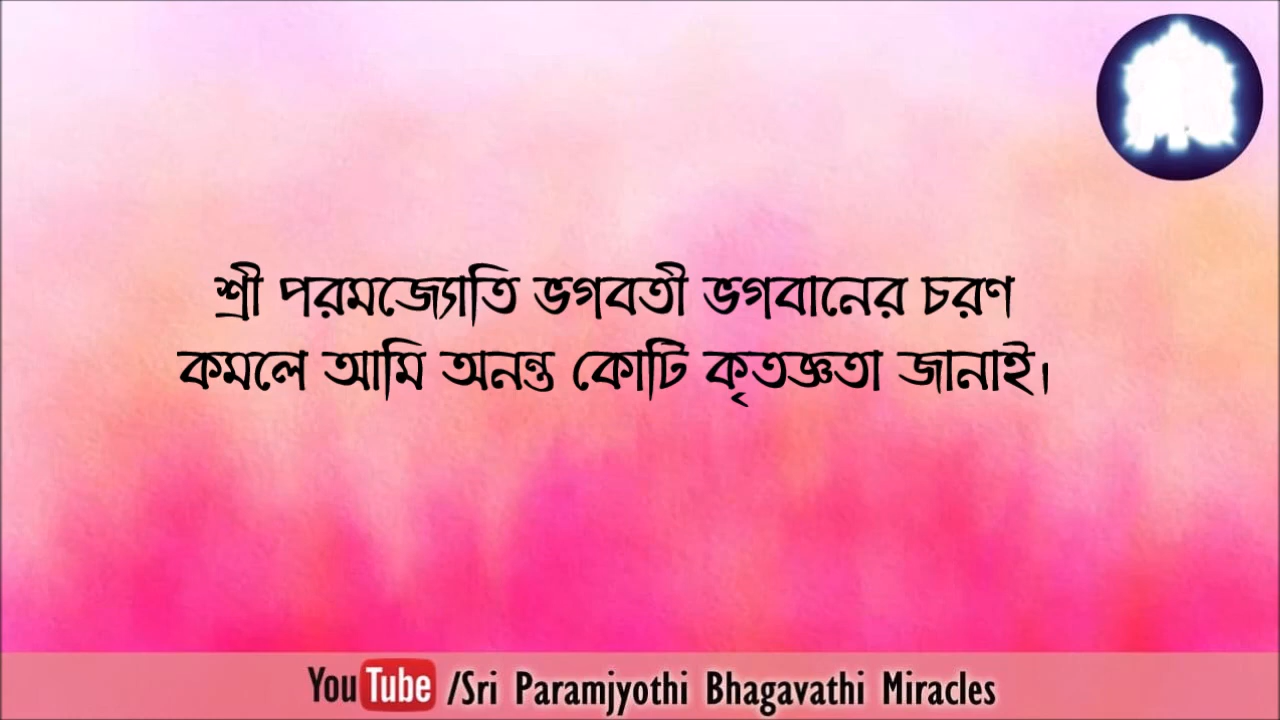 শ্রী পরমজ্যোতি ভগবতী ভগবানের চরণ
কমলে আমি অনন্ত কোটি কৃতজ্ঞতা জানাই।
YouTube /Sri Paramjyothi Bhagavathi Miracles